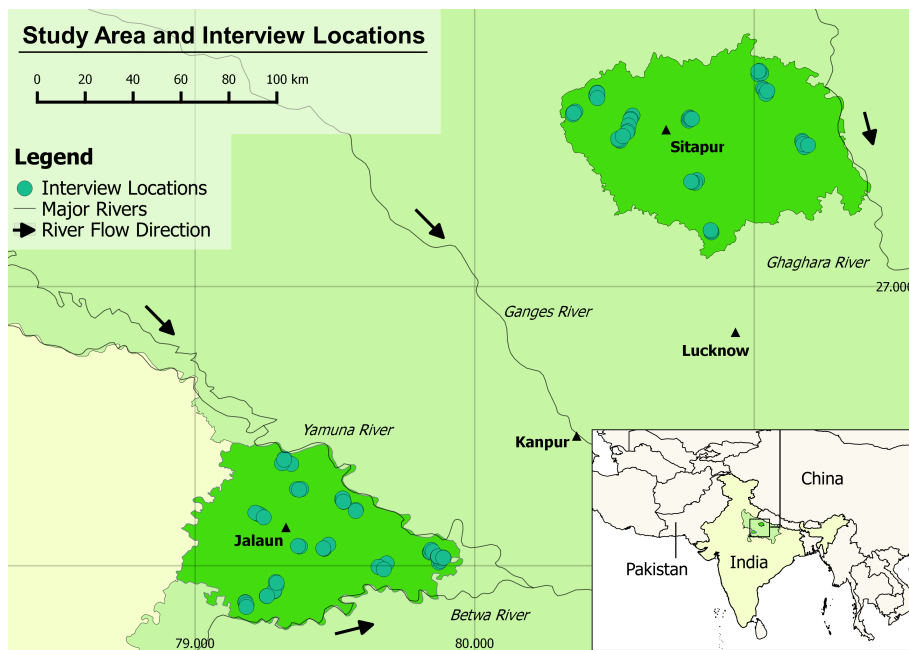 Study Area and Interview Locations
0 20 40 60 80 100 km
Legend
Interview Locations
Major Rivers
River Flow Direction
Sitapur
Ghaghara River
27.000
Ganges River
Lucknow
Kanpur
Yamuna River
Jalaun
Betwa River
79.000
80.000
China
Pakistan
India